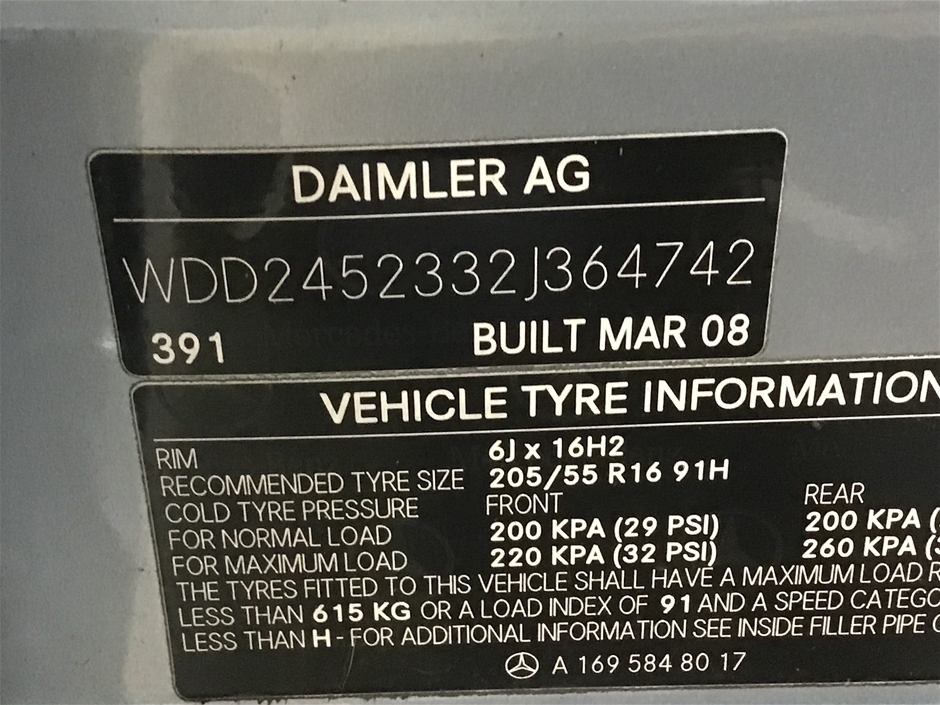 DAIMLER AG
WDD2452332J364742
391 BUILT MAR 08
VEHICLE TYRE INFORMATION
RIM 6J x 16H2
RECOMMENDED TYRE SIZE 205/55 R16 91H
COLD TYRE PRESSURE FRONT REAR
FOR NORMAL LOAD 200 KPA (29 PSI) 200 KPA (
FOR MAXIMUM LOAD 220 KPA (32 PSI) 260 KPA (
THE TYRES FITTED TO THIS VEHICLE SHALL HAVE A MAXIMUM LOAD
LESS THAN 615 KG OR A LOAD INDEX OF 91 AND A SPEED
LESS THAN H - FOR ADDITIONAL INFORMATION SEE INSIDE FILLER PIPE
A 169 584 80 17